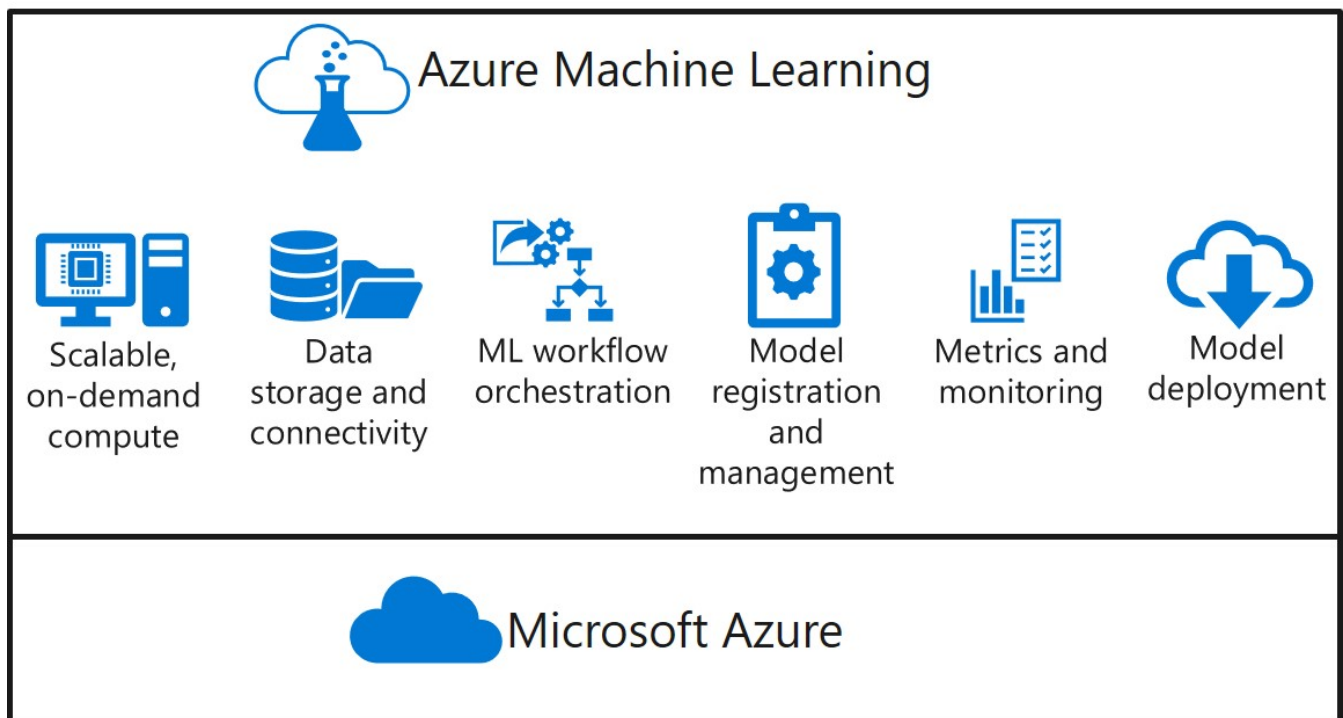 Azure Machine Learning
Scalable,
on-demand
compute
Data
storage and
connectivity
ML workflow
orchestration
Model
registration
and
management
Metrics and
monitoring
Model
deployment
Microsoft Azure